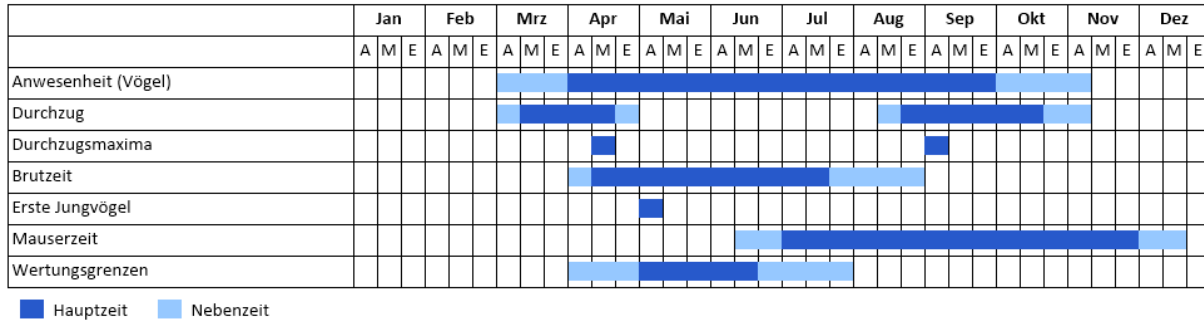 Jan Feb Mrz Apr Mai Jun Jul Aug Sep Okt Nov Dez
A M E A M E A M E A M E A M E A M E A M E A M E A M E A M E A M E A M E
Anwesenheit (Vögel)
Durchzug
Durchzugsmaxima
Brutzeit
Erste Jungvögel
Mauserzeit
Wertungsgrenzen
Hauptzeit Nebenzeit